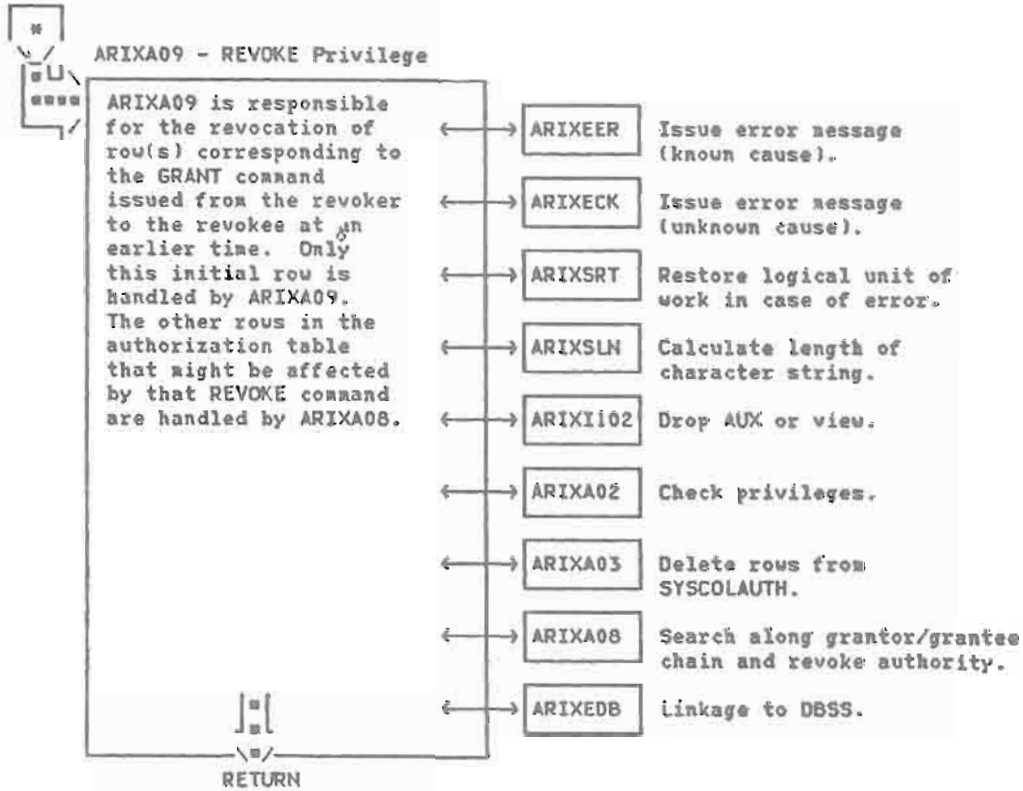 *
ARIXA09 - REVOKE Privilege
ARIXA09 is responsible
for the revocation of
row(s) corresponding to
the GRANT command
issued from the revoker
to the revokee at an
earlier time. Only
this initial row is
handled by ARIXA09.
The other rows in the
authorization table
that might be affected
by that REVOKE command
are handled by ARIXA08.
ARIXEER Issue error message
(known cause).
ARIXECK Issue error message
(unknown cause).
ARIXSRT Restore logical unit of
work in case of error.
ARIXSLN Calculate length of
character string.
ARIXI102 Drop AUX or view.
ARIXA02 Check privileges.
ARIXA03 Delete rows from
SYSCOLAUTH.
ARIXA08 Search along grantor/grantee
chain and revoke authority.
ARIXEDB Linkage to DBSS.
RETURN